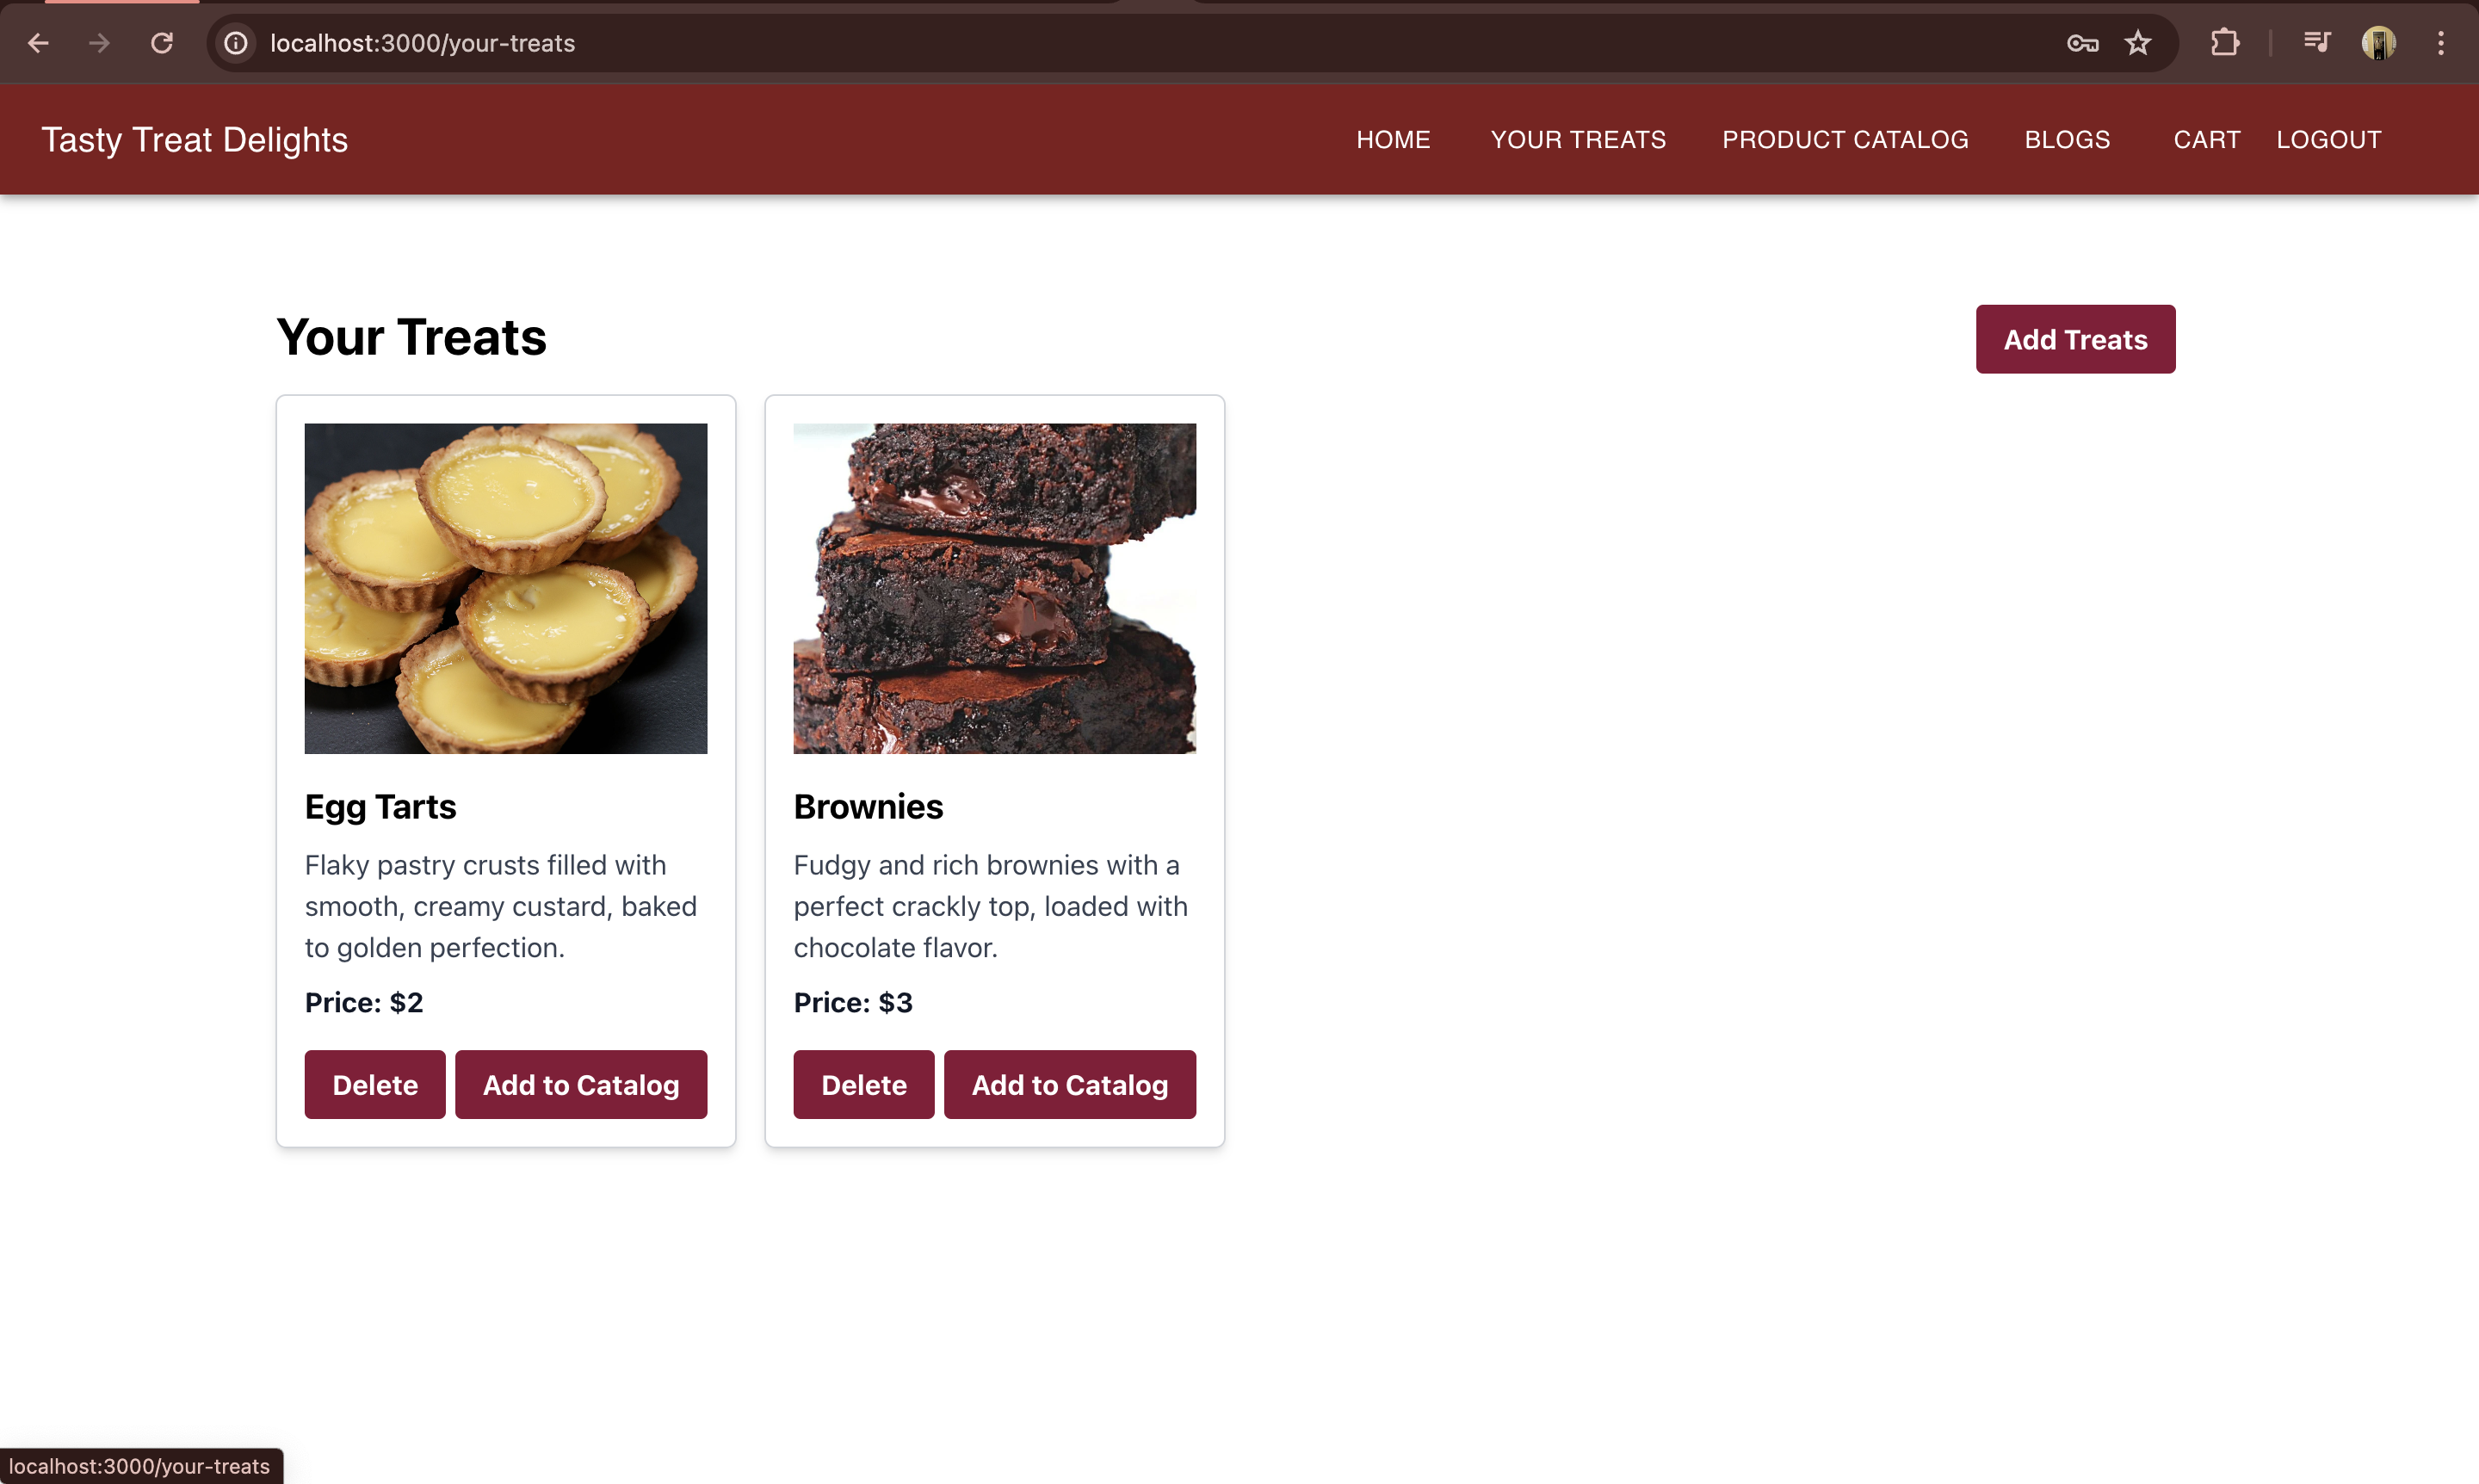 localhost:3000/your-treats
Tasty Treat Delights
HOME YOUR TREATS PRODUCT CATALOG BLOGS CART LOGOUT
Your Treats
Add Treats
Egg Tarts
Flaky pastry crusts filled with
smooth, creamy custard, baked
to golden perfection.
Price: $2
Delete Add to Catalog
Brownies
Fudgy and rich brownies with a
perfect crackly top, loaded with
chocolate flavor.
Price: $3
Delete Add to Catalog
localhost:3000/your-treats